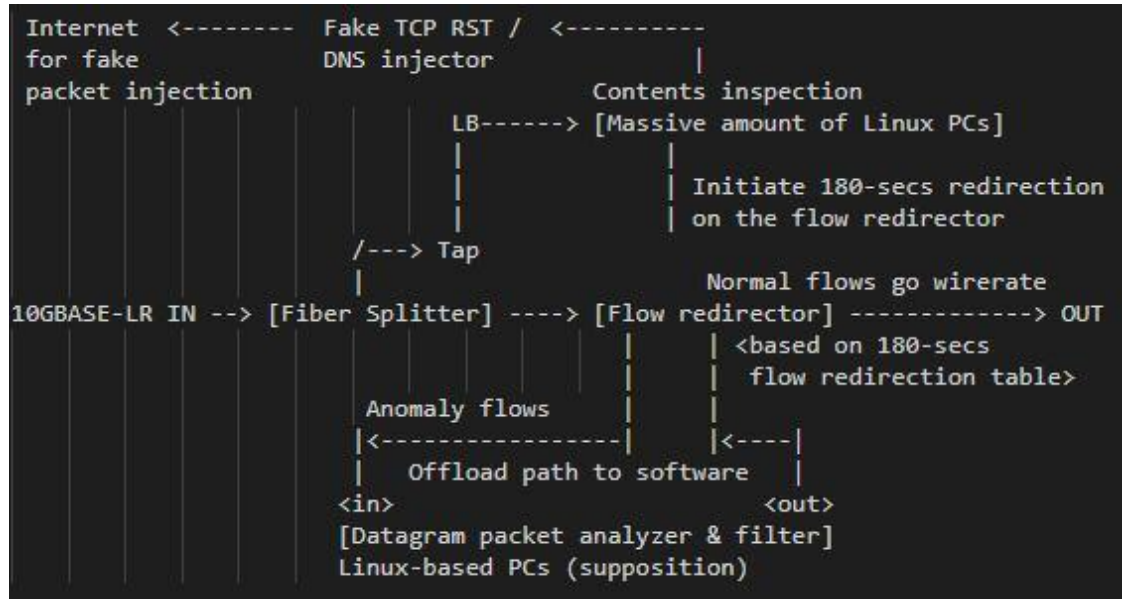 Internet <-------- Fake TCP RST / <----------
for fake DNS injector |
packet injection Contents inspection
LB------> [Massive amount of Linux PCs]
| |
| | Initiate 180-secs redirection
| | on the flow redirector
/---> Tap
| Normal flows go wirerate
10GBASE-LR IN --> [Fiber Splitter] ----> [Flow redirector] -------------> OUT
| | <based on 180-secs
| | flow redirection table>
Anomaly flows | |
|<-----------------| |<----|
| Offload path to software |
<in> <out>
[Datagram packet analyzer & filter]
Linux-based PCs (supposition)